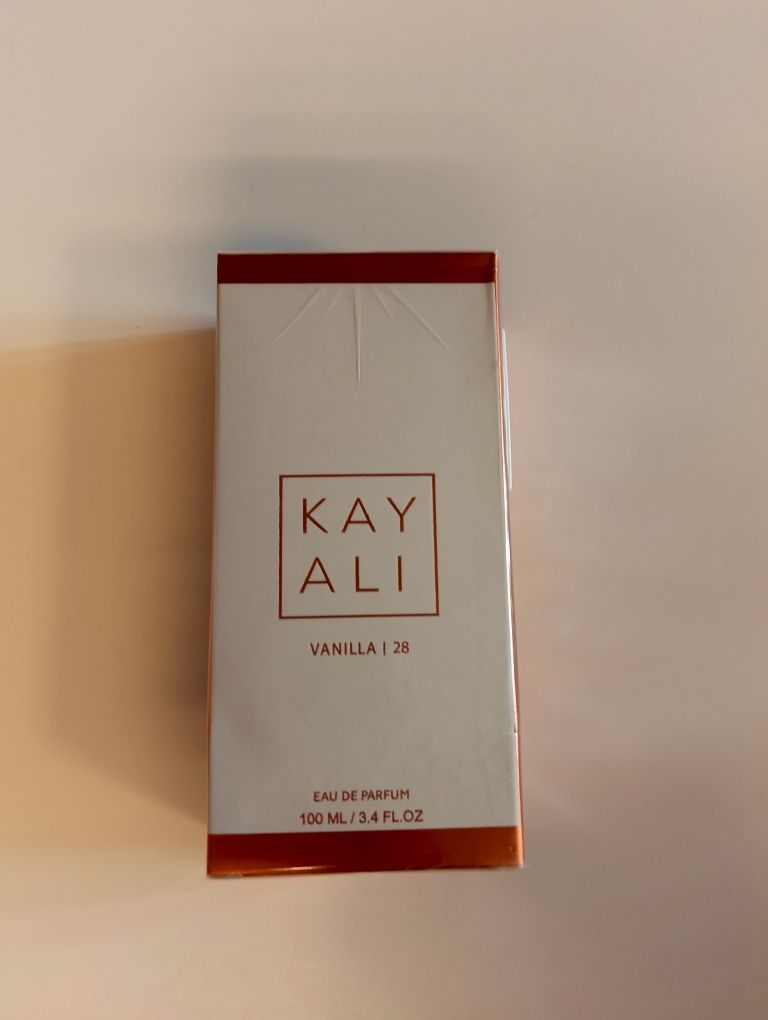 KAY
ALI
VANILLA | 28
EAU DE PARFUM
100 ML / 3.4 FL.OZ